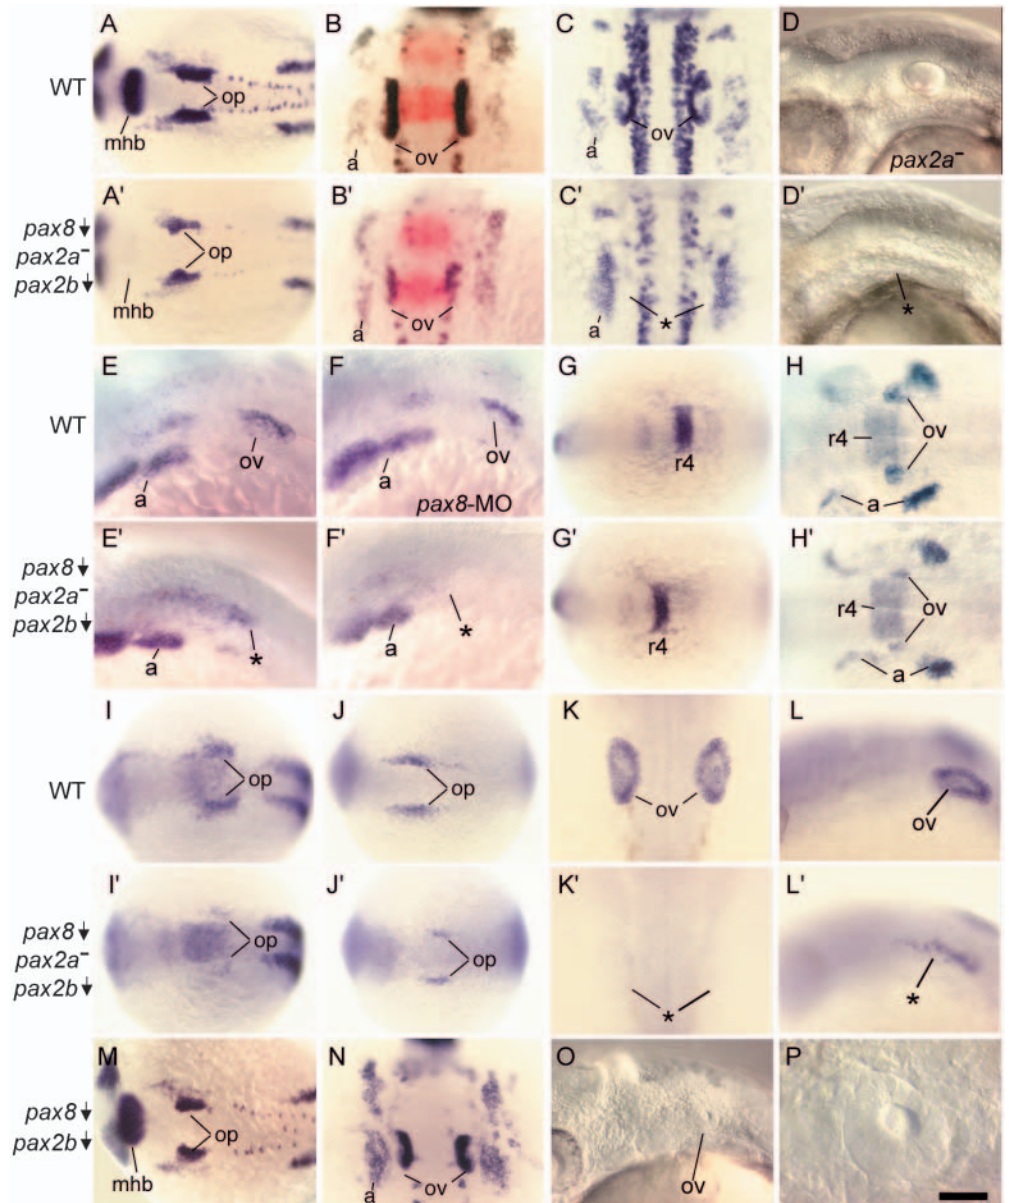 A B C D
WT
op
mhb
a ov
a ov
pax2a⁻
A' B' C' D'
pax8↓
pax2a⁻
pax2b↓
op
mhb
a ov
a *
*
E F G H
WT
a ov
a ov
pax8-MO
r4
r4 ov
a
E' F' G' H'
pax8↓
pax2a⁻
pax2b↓
a *
a *
r4
r4 ov
a
I J K L
WT
op
op
ov
ov
I' J' K' L'
pax8↓
pax2a⁻
pax2b↓
op
op
*
*
M N O P
pax8↓
pax2b↓
op
mhb
a ov
ov